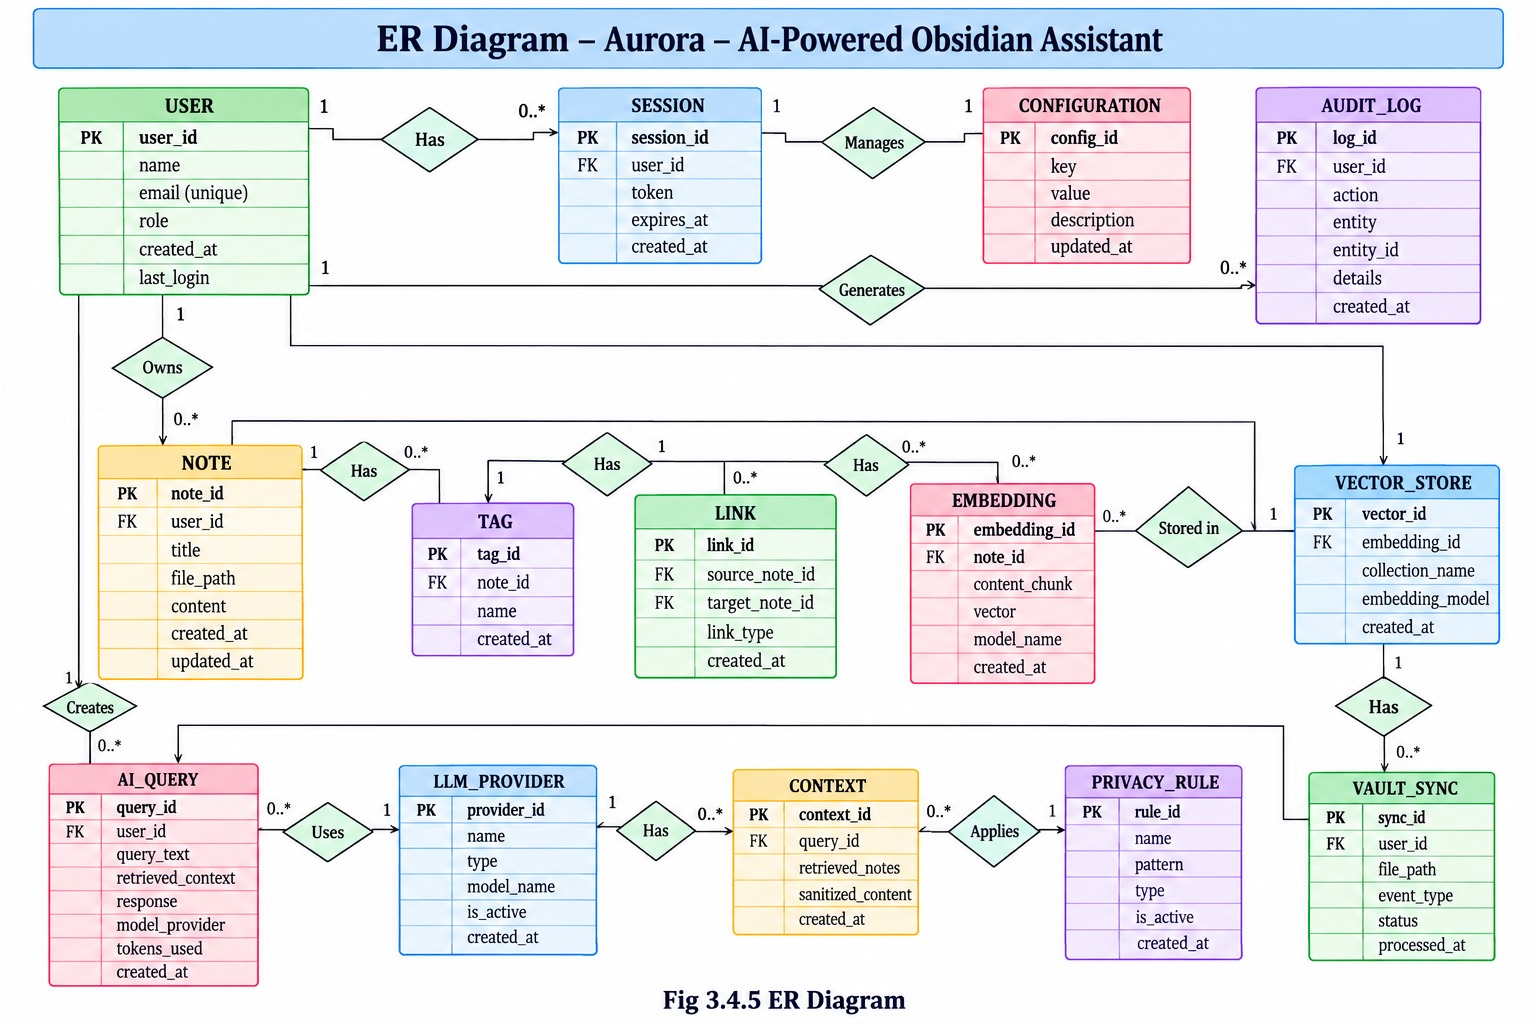 ER Diagram – Aurora – AI-Powered Obsidian Assistant
USER
PK user_id
name
email (unique)
role
created_at
last_login
1
Has
0..*
SESSION
PK session_id
FK user_id
token
expires_at
created_at
1
Manages
1
CONFIGURATION
PK config_id
key
value
description
updated_at
AUDIT_LOG
PK log_id
FK user_id
action
entity
entity_id
details
created_at
1
Generates
0..*
1
Owns
0..*
1
NOTE
PK note_id
FK user_id
title
file_path
content
created_at
updated_at
1
Has
0..*
TAG
PK tag_id
FK note_id
name
created_at
1
Has
1
0..*
LINK
PK link_id
FK source_note_id
FK target_note_id
link_type
created_at
Has
0..*
0..*
EMBEDDING
PK embedding_id
FK note_id
content_chunk
vector
model_name
created_at
0..*
Stored in
1
VECTOR_STORE
PK vector_id
FK embedding_id
collection_name
embedding_model
created_at
1
Has
0..*
1
Creates
0..*
AI_QUERY
PK query_id
FK user_id
query_text
retrieved_context
response
model_provider
tokens_used
created_at
0..*
Uses
1
LLM_PROVIDER
PK provider_id
name
type
model_name
is_active
created_at
1
Has
0..*
CONTEXT
PK context_id
FK query_id
retrieved_notes
sanitized_content
created_at
0..*
Applies
1
PRIVACY_RULE
PK rule_id
name
pattern
type
is_active
created_at
VAULT_SYNC
PK sync_id
FK user_id
file_path
event_type
status
processed_at
Fig 3.4.5 ER Diagram